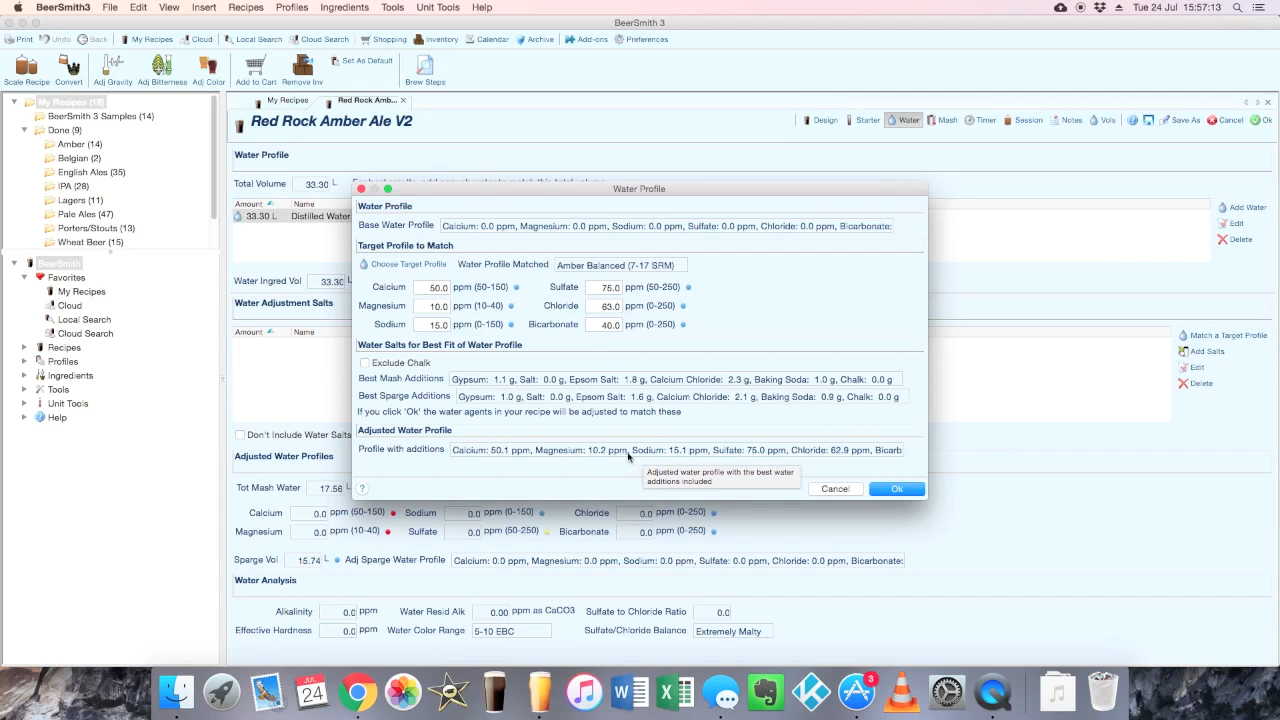 BeerSmith3 File Edit View Insert Recipes Profiles Ingredients Tools Unit Tools Help Tue 24 Jul 15:57:13
BeerSmith 3
Print Undo Back My Recipes Cloud Local Search Cloud Search Shopping Inventory Calendar Archive Add-ons Preferences
Set As Default
Scale Recipe Convert Adj Gravity Adj Bitterness Adj Color Add to Cart Remove Inv Brew Steps
My Recipes (18)
BeerSmith 3 Samples (14)
Done (9)
Amber (14)
Belgian (2)
English Ales (35)
IPA (28)
Lagers (11)
Pale Ales (47)
Porters/Stouts (13)
Wheat Beer (15)
BeerSmith
Favorites
My Recipes
Cloud
Local Search
Cloud Search
Recipes
Profiles
Ingredients
Tools
Unit Tools
Help
My Recipes Red Rock Amb...
Red Rock Amber Ale V2
Design Starter Water Mash Timer Session Notes Vols Save As Cancel Ok
Water Profile
Total Volume 33.30 L
Amount Name
33.30 L Distilled Water
Add Water
Edit
Delete
Water Ingred Vol 33.30
Water Adjustment Salts
Amount Name
Match a Target Profile
Add Salts
Edit
Delete
Don't Include Water Salts
Adjusted Water Profiles
Tot Mash Water 17.56
Water Profile
Water Profile
Base Water Profile Calcium: 0.0 ppm, Magnesium: 0.0 ppm, Sodium: 0.0 ppm, Sulfate: 0.0 ppm, Chloride: 0.0 ppm, Bicarbonate:
Target Profile to Match
Choose Target Profile Water Profile Matched Amber Balanced (7-17 SRM)
Calcium 50.0 ppm (50-150) Sulfate 75.0 ppm (50-250)
Magnesium 10.0 ppm (10-40) Chloride 63.0 ppm (0-250)
Sodium 15.0 ppm (0-150) Bicarbonate 40.0 ppm (0-250)
Water Salts for Best Fit of Water Profile
Exclude Chalk
Best Mash Additions Gypsum: 1.1 g, Salt: 0.0 g, Epsom Salt: 1.8 g, Calcium Chloride: 2.3 g, Baking Soda: 1.0 g, Chalk: 0.0 g
Best Sparge Additions Gypsum: 1.0 g, Salt: 0.0 g, Epsom Salt: 1.6 g, Calcium Chloride: 2.1 g, Baking Soda: 0.9 g, Chalk: 0.0 g
If you click 'Ok' the water agents in your recipe will be adjusted to match these
Adjusted Water Profile
Profile with additions Calcium: 50.1 ppm, Magnesium: 10.2 ppm, Sodium: 15.1 ppm, Sulfate: 75.0 ppm, Chloride: 62.9 ppm, Bicarb
Adjusted water profile with the best water
additions included
? Cancel Ok
Calcium 0.0 ppm (50-150) Sodium 0.0 ppm (0-150) Chloride 0.0 ppm (0-250)
Magnesium 0.0 ppm (10-40) Sulfate 0.0 ppm (50-250) Bicarbonate 0.0 ppm (0-250)
Sparge Vol 15.74 L Adj Sparge Water Profile Calcium: 0.0 ppm, Magnesium: 0.0 ppm, Sodium: 0.0 ppm, Sulfate: 0.0 ppm, Chloride: 0.0 ppm, Bicarbonate:
Water Analysis
Alkalinity 0.0 ppm Water Resid Alk 0.00 ppm as CaCO3 Sulfate to Chloride Ratio 0.0
Effective Hardness 0.0 ppm Water Color Range 5-10 EBC Sulfate/Chloride Balance Extremely Malty
JUL
24
3